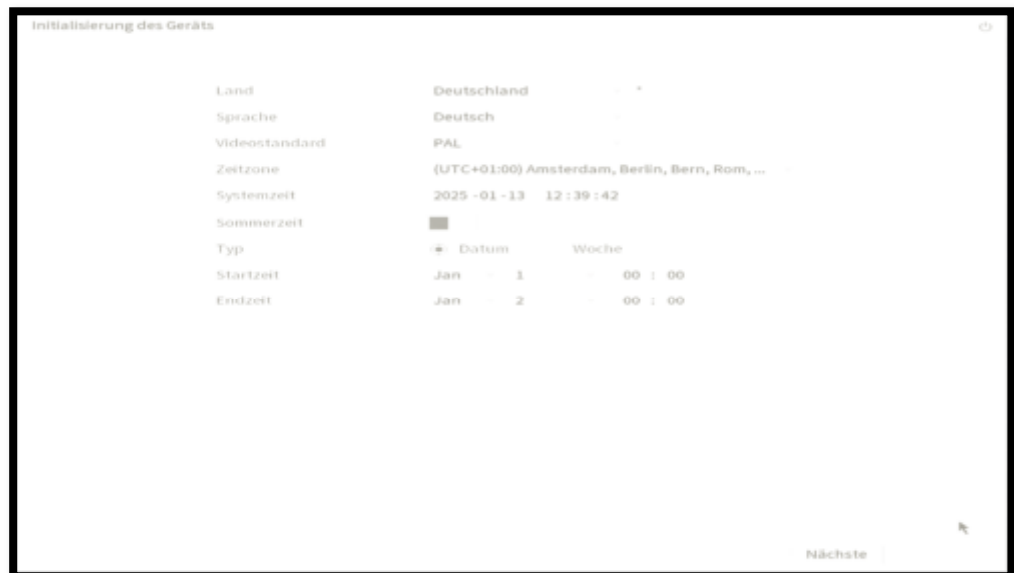 Initialisierung des Geräts
Land Deutschland *
Sprache Deutsch
Videostandard PAL
Zeitzone (UTC+01:00) Amsterdam, Berlin, Bern, Rom, ...
Systemzeit 2025 -01 -13 12 : 39 : 42
Sommerzeit
Typ Datum Woche
Startzeit Jan 1 00 : 00
Endzeit Jan 2 00 : 00
Nächste